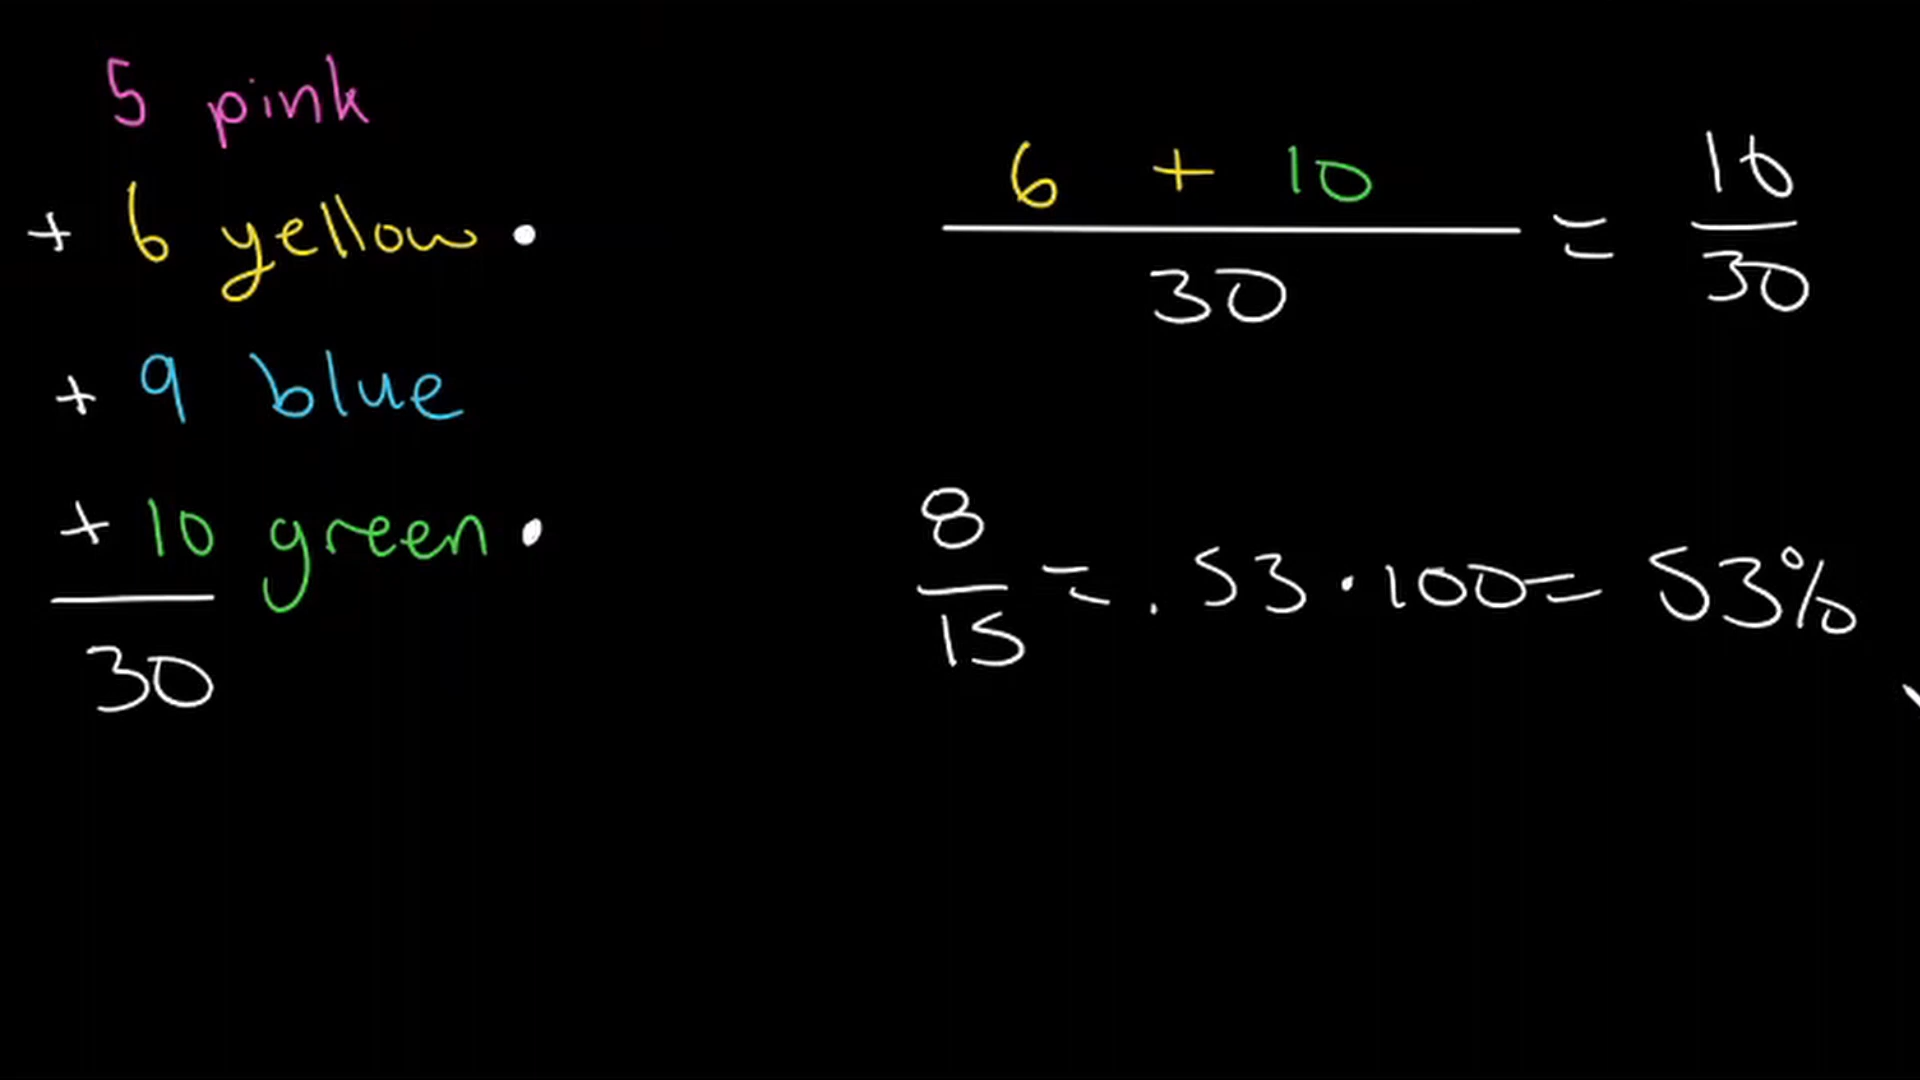 5 pink
+ 6 yellow •
+ 9 blue
+ 10 green •
30
6 + 10
30
=
16
30
8
15
= .53 · 100 = 53%